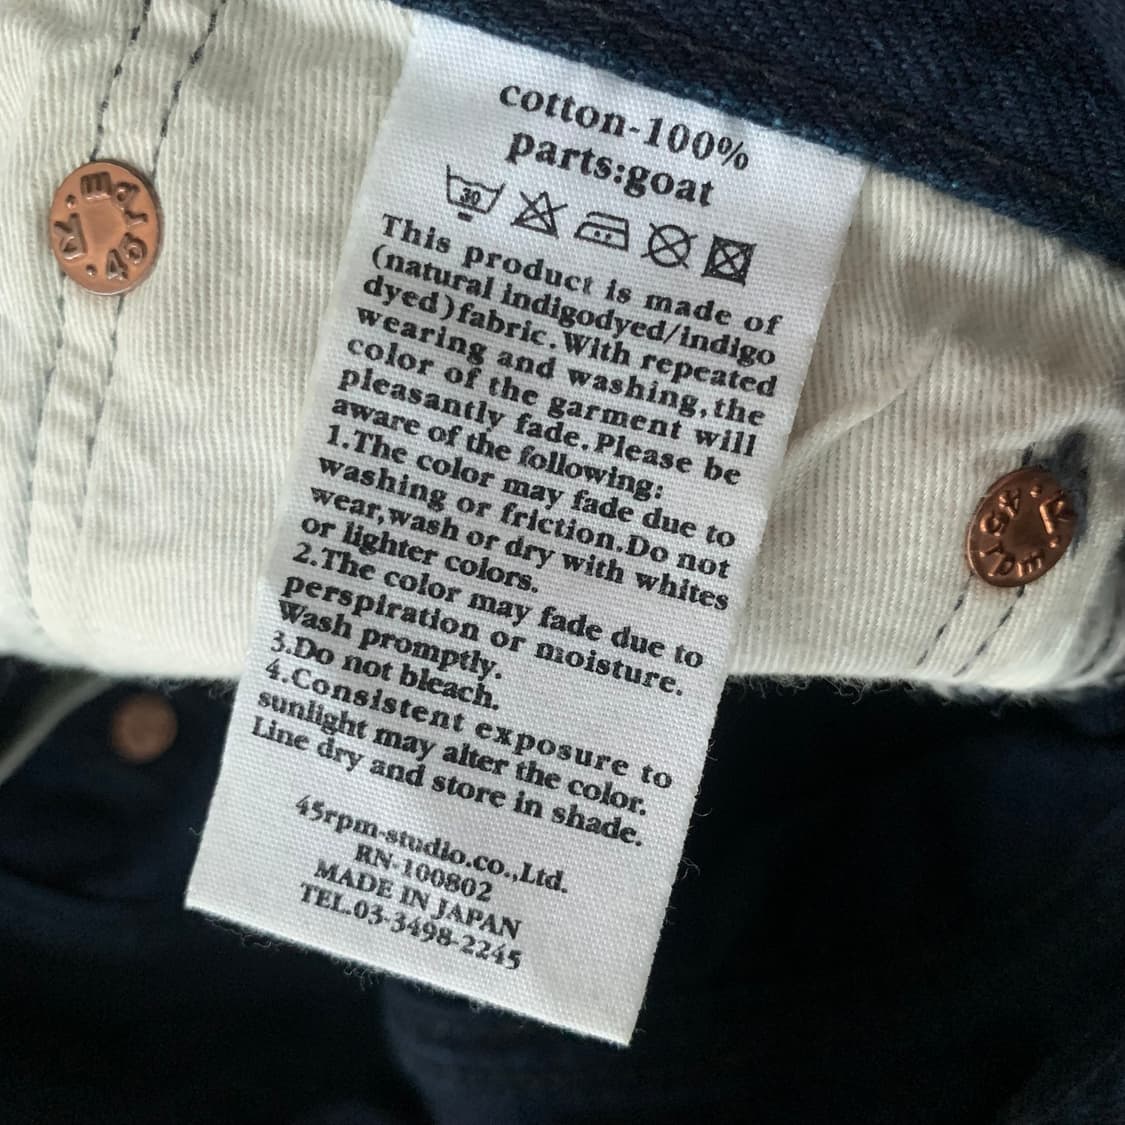 cotton-100%
parts:goat
30
This product is made of
(natural indigodyed/indigo
dyed)fabric.With repeated
wearing and washing,the
color of the garment will
pleasantly fade.Please be
aware of the following:
1.The color may fade due to
washing or friction.Do not
wear,wash or dry with whites
or lighter colors.
2.The color may fade due to
perspiration or moisture.
Wash promptly.
3.Do not bleach.
4.Consistent exposure to
sunlight may alter the color.
Line dry and store in shade.
45rpm-studio.co.,Ltd.
RN-100802
MADE IN JAPAN
TEL.03-3498-2245
R·45rpm·
R·45rpm·